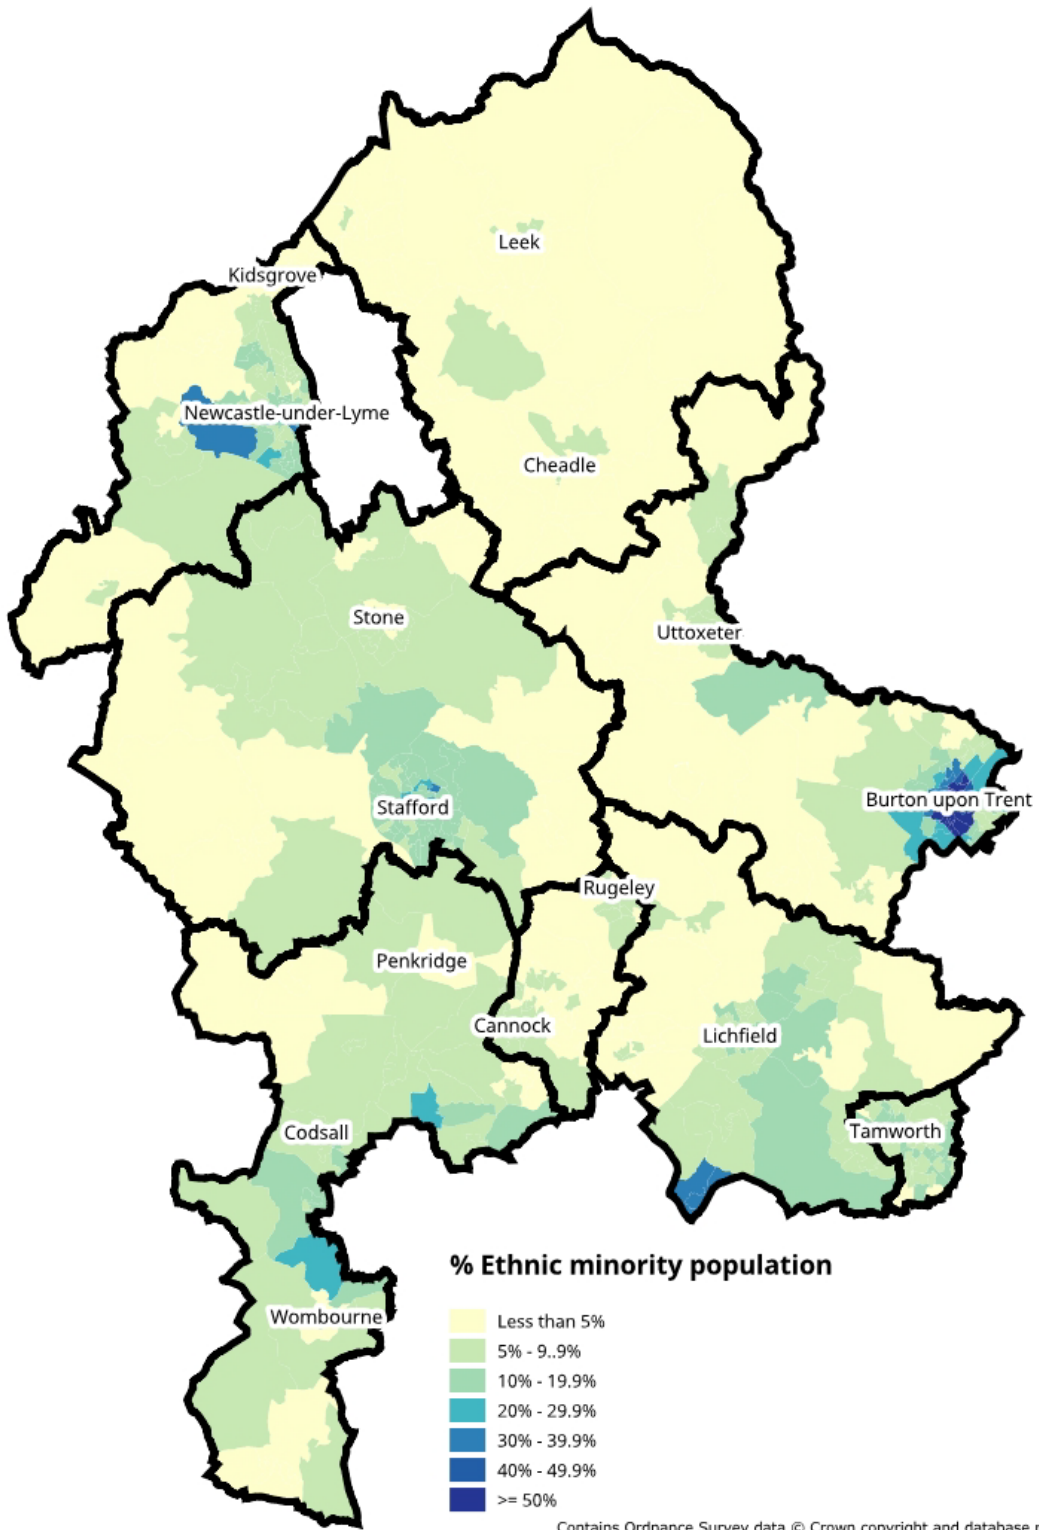 Leek
Kidsgrove
Newcastle-under-Lyme
Cheadle
Stone
Uttoxeter
Stafford
Burton upon Trent
Rugeley
Penkridge
Cannock
Lichfield
Codsall
Tamworth
% Ethnic minority population
Wombourne
Less than 5%
5% - 9..9%
10% - 19.9%
20% - 29.9%
30% - 39.9%
40% - 49.9%
>= 50%
Contains Ordnance Survey data © Crown copyright and database